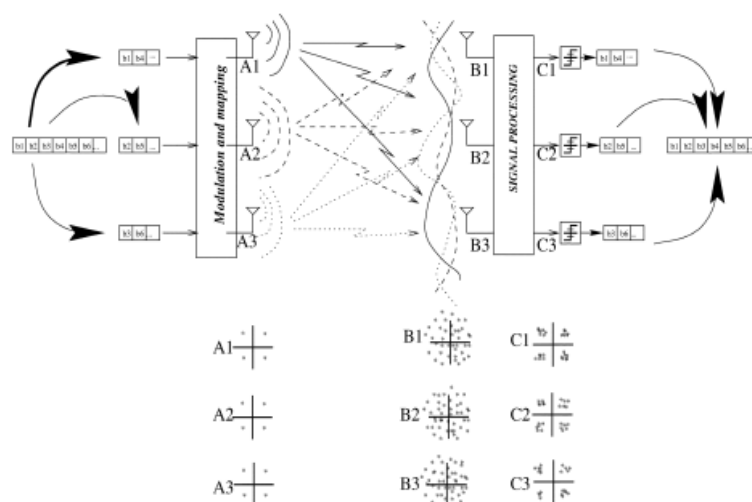 b1 b4 ...
A1
B1
C1
b1 b4 ...
b1 b2 b3 b4 b5 b6...
b2 b5 ...
Modulation and mapping
A2
B2
SIGNAL PROCESSING
C2
b2 b5 ...
b1 b2 b3 b4 b5 b6...
b3 b6 ...
A3
B3
C3
b3 b6 ...
A1
B1
C1
A2
B2
C2
A3
B3
C3